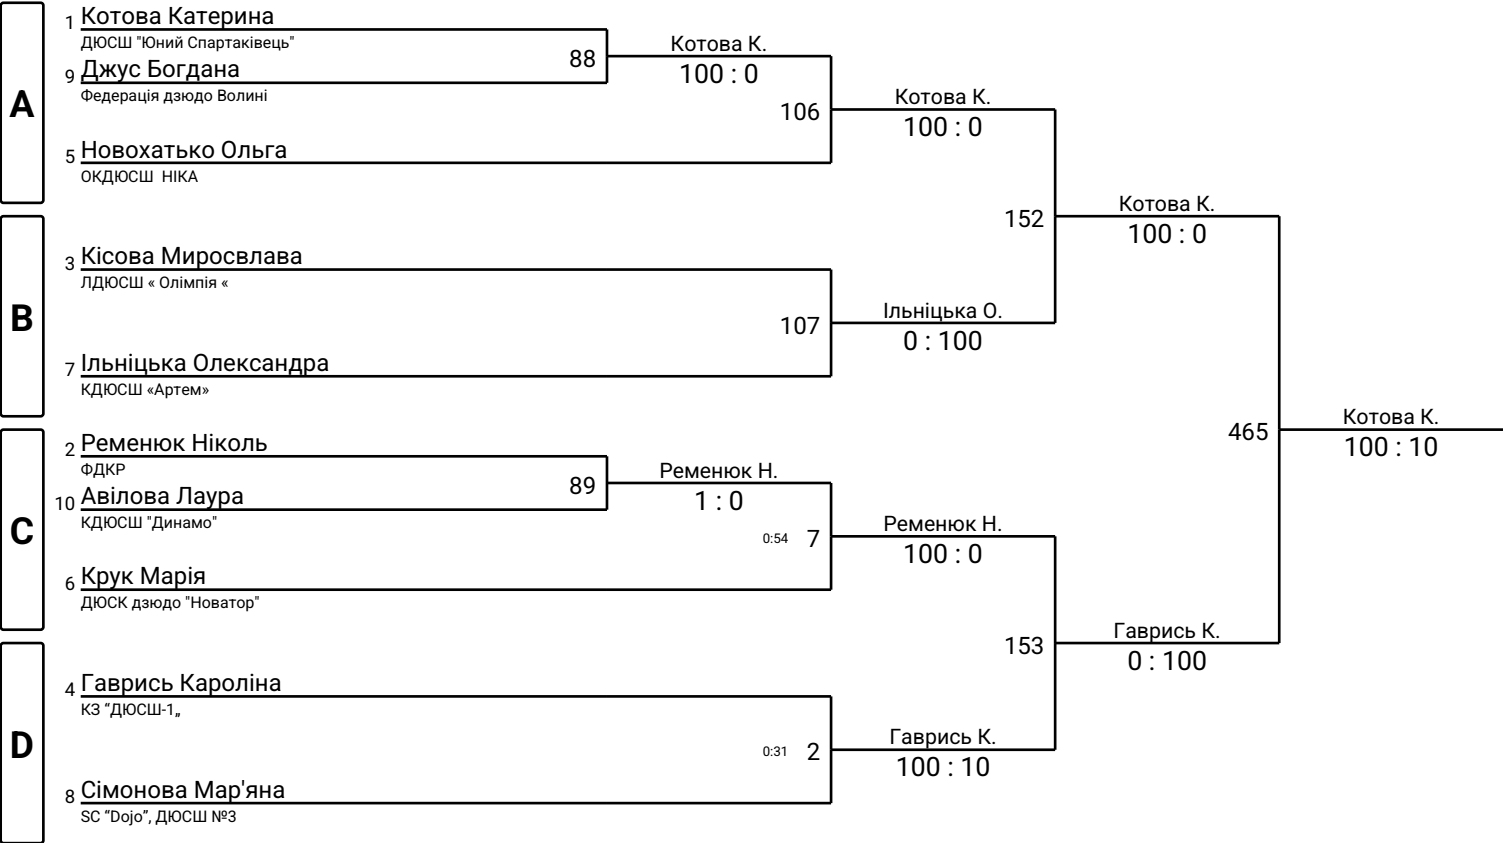 A
1 Котова Катерина
ДЮСШ "Юний Спартаківець"
88
Котова К.
100 : 0
9 Джус Богдана
Федерація дзюдо Волині
106
Котова К.
100 : 0
5 Новохатько Ольга
ОКДЮСШ НІКА
152
Котова К.
100 : 0
B
3 Кісова Миросвлава
ЛДЮСШ « Олімпія «
107
Ільніцька О.
0 : 100
7 Ільніцька Олександра
КДЮСШ «Артем»
465
Котова К.
100 : 10
C
2 Ременюк Ніколь
ФДКР
89
Ременюк Н.
1 : 0
10 Авілова Лаура
КДЮСШ "Динамо"
0:54 7
Ременюк Н.
100 : 0
6 Крук Марія
ДЮСК дзюдо "Новатор"
153
Гаврись К.
0 : 100
D
4 Гаврись Кароліна
КЗ “ДЮСШ-1„
0:31 2
Гаврись К.
100 : 10
8 Сімонова Мар'яна
SC “Dojo”, ДЮСШ №3